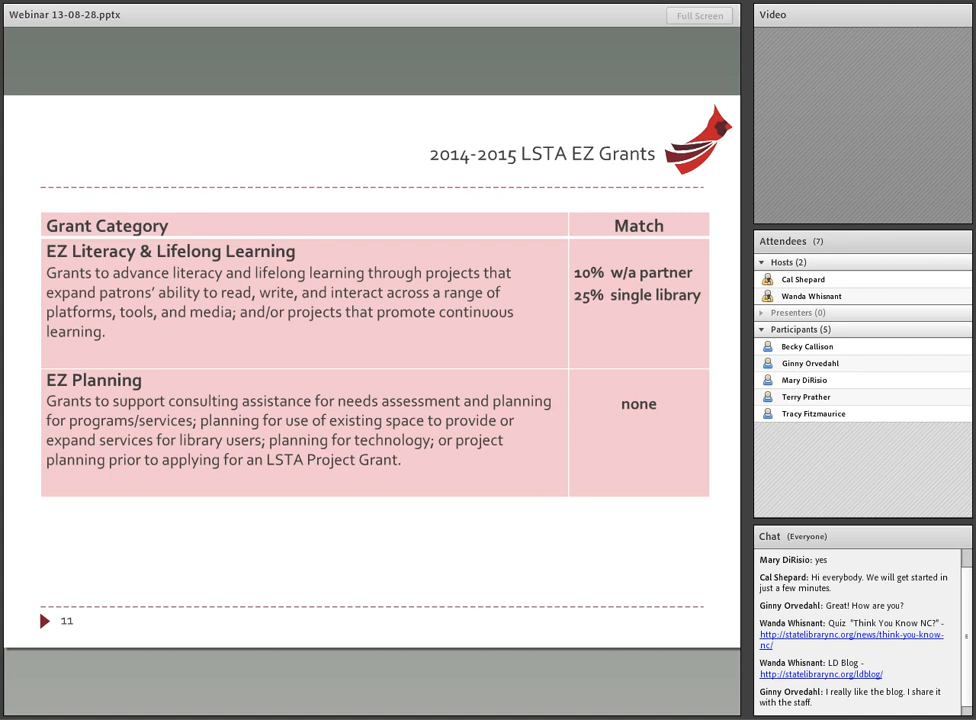 Webinar 13-08-28.pptx
Full Screen
2014-2015 LSTA EZ Grants
Grant Category
Match
EZ Literacy & Lifelong Learning
Grants to advance literacy and lifelong learning through projects that
expand patrons’ ability to read, write, and interact across a range of
platforms, tools, and media; and/or projects that promote continuous
learning.
10% w/a partner
25% single library
EZ Planning
Grants to support consulting assistance for needs assessment and planning
for programs/services; planning for use of existing space to provide or
expand services for library users; planning for technology; or project
planning prior to applying for an LSTA Project Grant.
none
11
Video
Attendees (7)
Hosts (2)
Cal Shepard
Wanda Whisnant
Presenters (0)
Participants (5)
Becky Callison
Ginny Orvedahl
Mary DiRisio
Terry Prather
Tracy Fitzmaurice
Chat (Everyone)
Mary DiRisio: yes
Cal Shepard: Hi everybody. We will get started in
just a few minutes.
Ginny Orvedahl: Great! How are you?
Wanda Whisnant: Quiz "Think You Know NC?" -
http://statelibrarync.org/news/think-you-know-
nc/
Wanda Whisnant: LD Blog -
http://statelibrarync.org/ldblog/
Ginny Orvedahl: I really like the blog. I share it
with the staff.